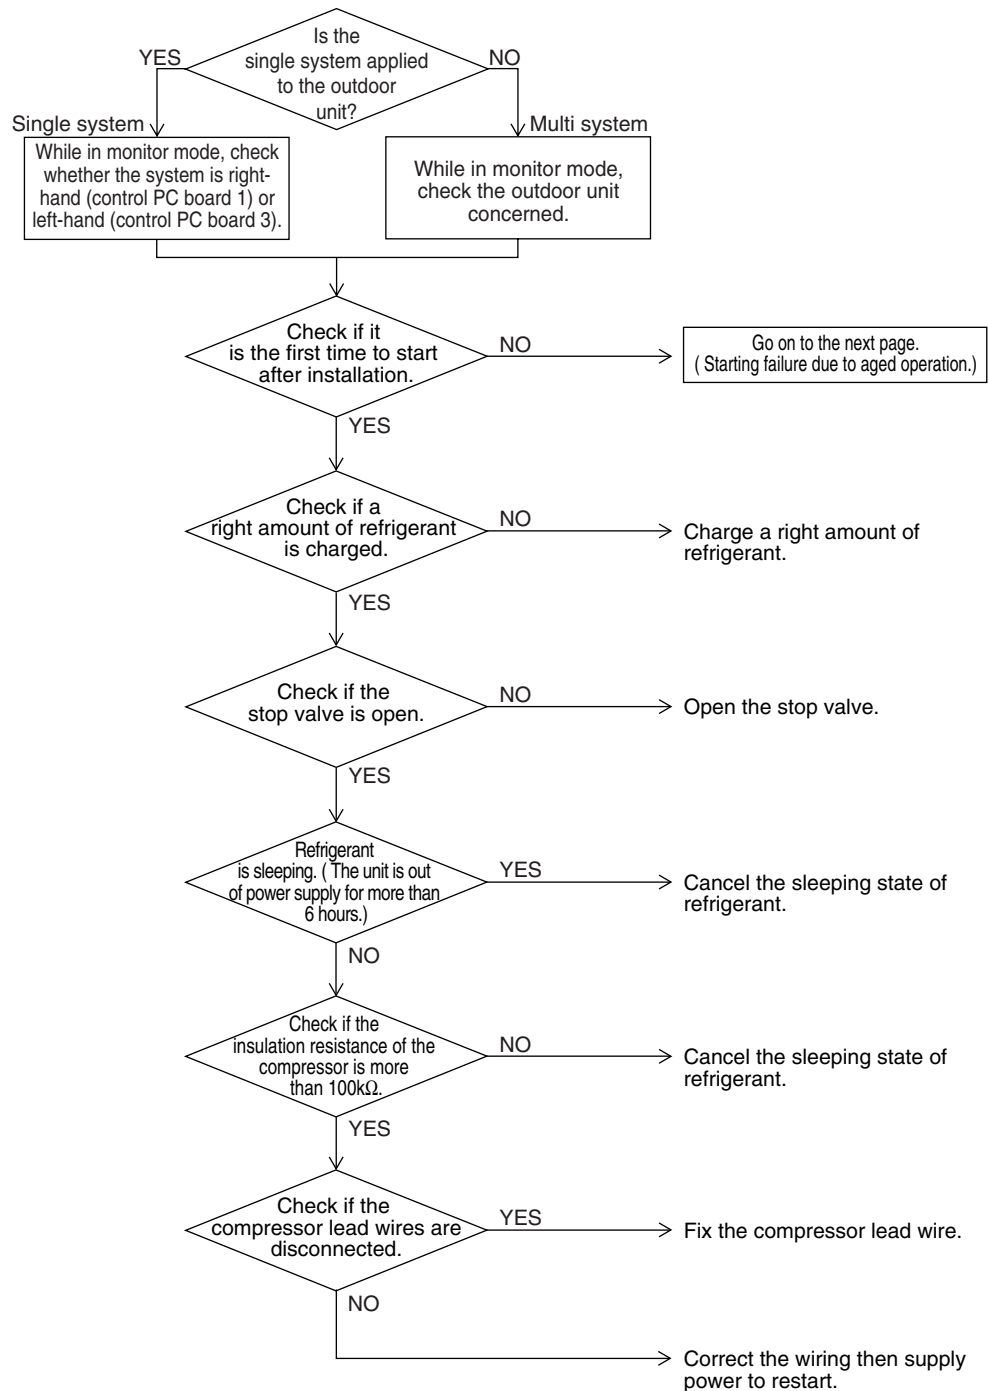 Is the
single system applied
to the outdoor
unit?
YES
NO
Single system
Multi system
While in monitor mode, check
whether the system is right-
hand (control PC board 1) or
left-hand (control PC board 3).
While in monitor mode,
check the outdoor unit
concerned.
Check if it
is the first time to start
after installation.
NO
Go on to the next page.
( Starting failure due to aged operation.)
YES
Check if a
right amount of refrigerant
is charged.
NO
Charge a right amount of
refrigerant.
YES
Check if the
stop valve is open.
NO
Open the stop valve.
YES
Refrigerant
is sleeping. ( The unit is out
of power supply for more than
6 hours.)
YES
Cancel the sleeping state of
refrigerant.
NO
Check if the
insulation resistance of the
compressor is more
than 100kΩ.
NO
Cancel the sleeping state of
refrigerant.
YES
Check if the
compressor lead wires are
disconnected.
YES
Fix the compressor lead wire.
NO
Correct the wiring then supply
power to restart.